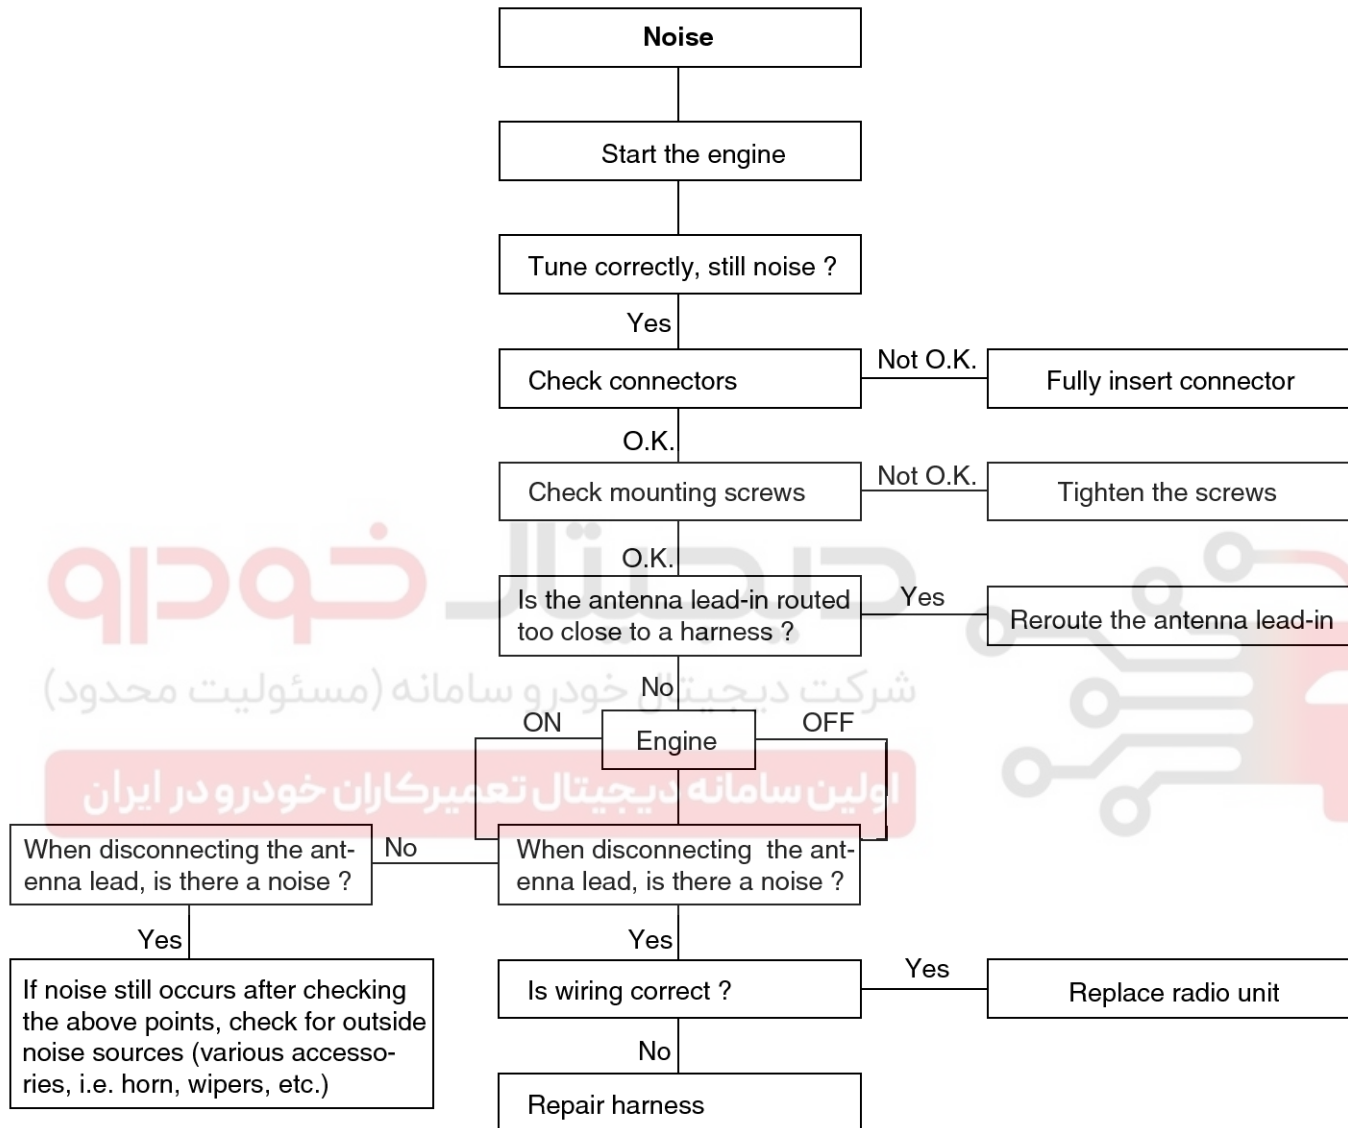 Noise
Start the engine
Tune correctly, still noise ?
Yes
Check connectors
Not O.K.
Fully insert connector
O.K.
Check mounting screws
Not O.K.
Tighten the screws
دیجیتال خودرو
O.K.
Is the antenna lead-in routed
too close to a harness ?
Yes
Reroute the antenna lead-in
شرکت دیجیتال خودرو سامانه (مسئولیت محدود)
No
ON
Engine
OFF
اولین سامانه دیجیتال تعمیرکاران خودرو در ایران
When disconnecting the ant-
enna lead, is there a noise ?
No
When disconnecting the ant-
enna lead, is there a noise ?
Yes
Yes
If noise still occurs after checking
the above points, check for outside
noise sources (various accesso-
ries, i.e. horn, wipers, etc.)
Is wiring correct ?
Yes
Replace radio unit
No
Repair harness